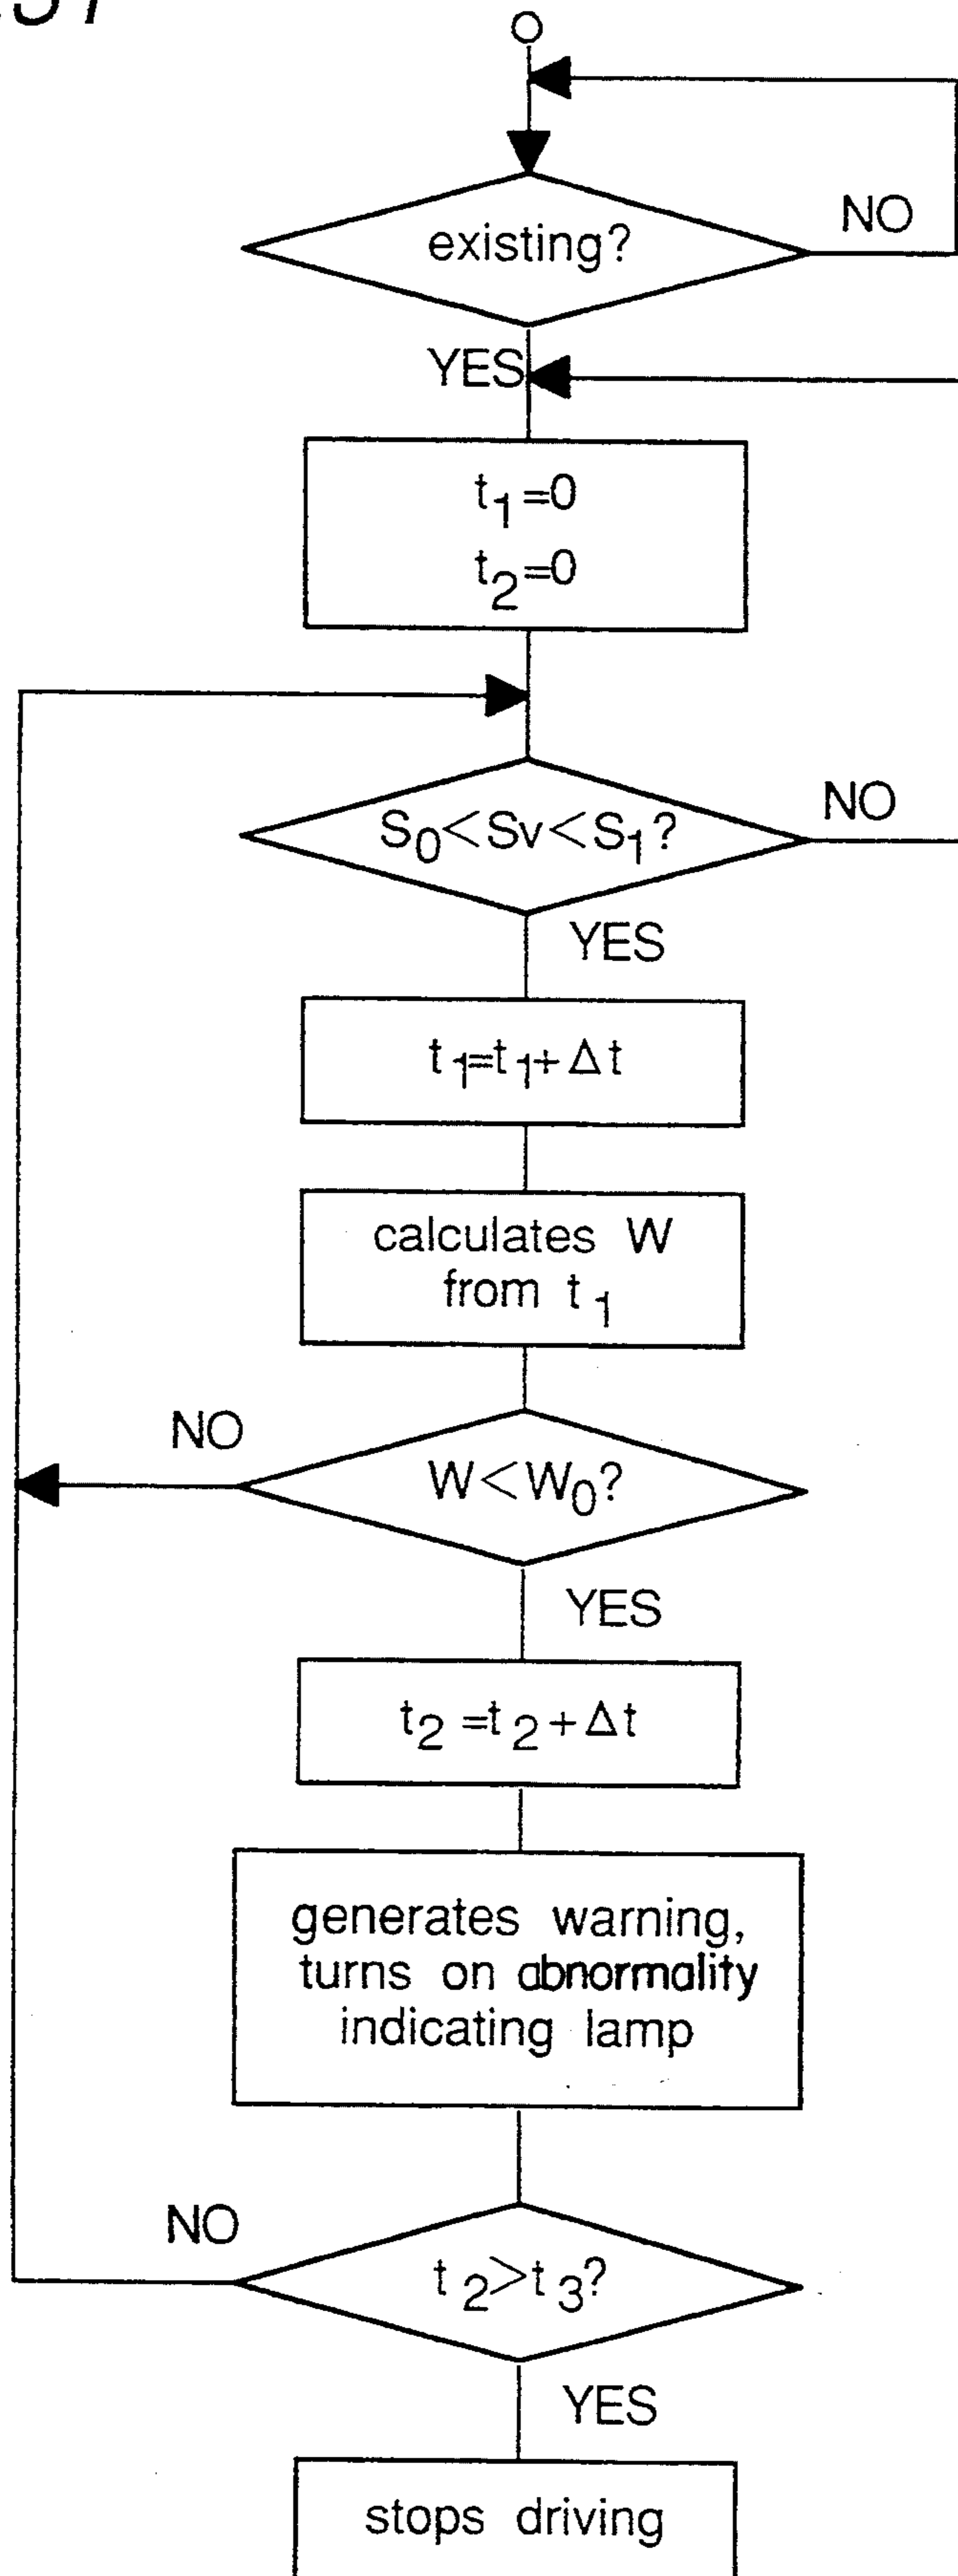 existing?
NO
YES
t₁=0
t₂=0
S₀<Sv<S₁?
NO
YES
t₁=t₁+Δt
calculates W
from t₁
NO
W<W₀?
YES
t₂=t₂+Δt
generates warning,
turns on abnormality
indicating lamp
NO
t₂>t₃?
YES
stops driving